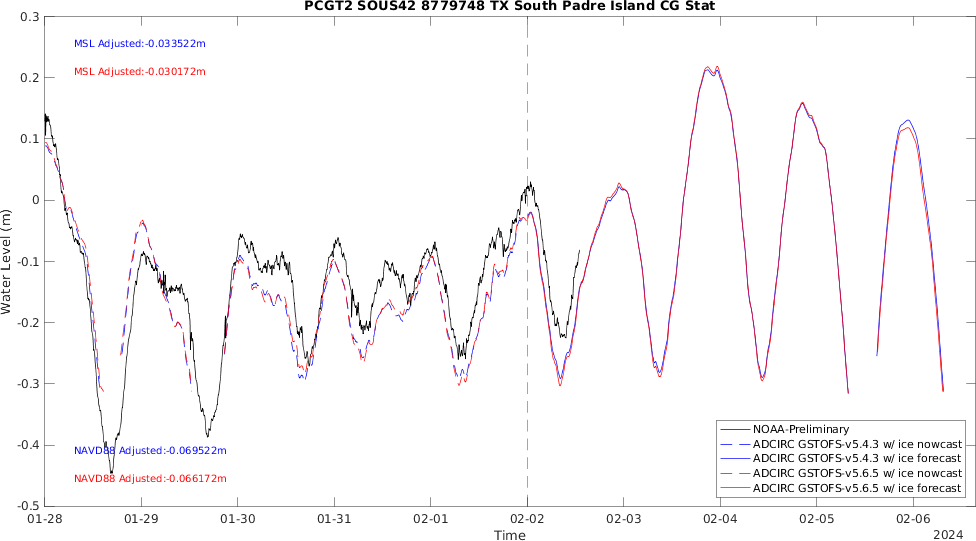 PCGT2 SOUS42 8779748 TX South Padre Island CG Stat
MSL Adjusted:-0.033522m
MSL Adjusted:-0.030172m
NAVD88 Adjusted:-0.069522m
NAVD88 Adjusted:-0.066172m
Water Level (m)
0.3
0.2
0.1
0
-0.1
-0.2
-0.3
-0.4
-0.5
NOAA-Preliminary
ADCIRC GSTOFS-v5.4.3 w/ ice nowcast
ADCIRC GSTOFS-v5.4.3 w/ ice forecast
ADCIRC GSTOFS-v5.6.5 w/ ice nowcast
ADCIRC GSTOFS-v5.6.5 w/ ice forecast
01-28 01-29 01-30 01-31 02-01 02-02 02-03 02-04 02-05 02-06
Time
2024